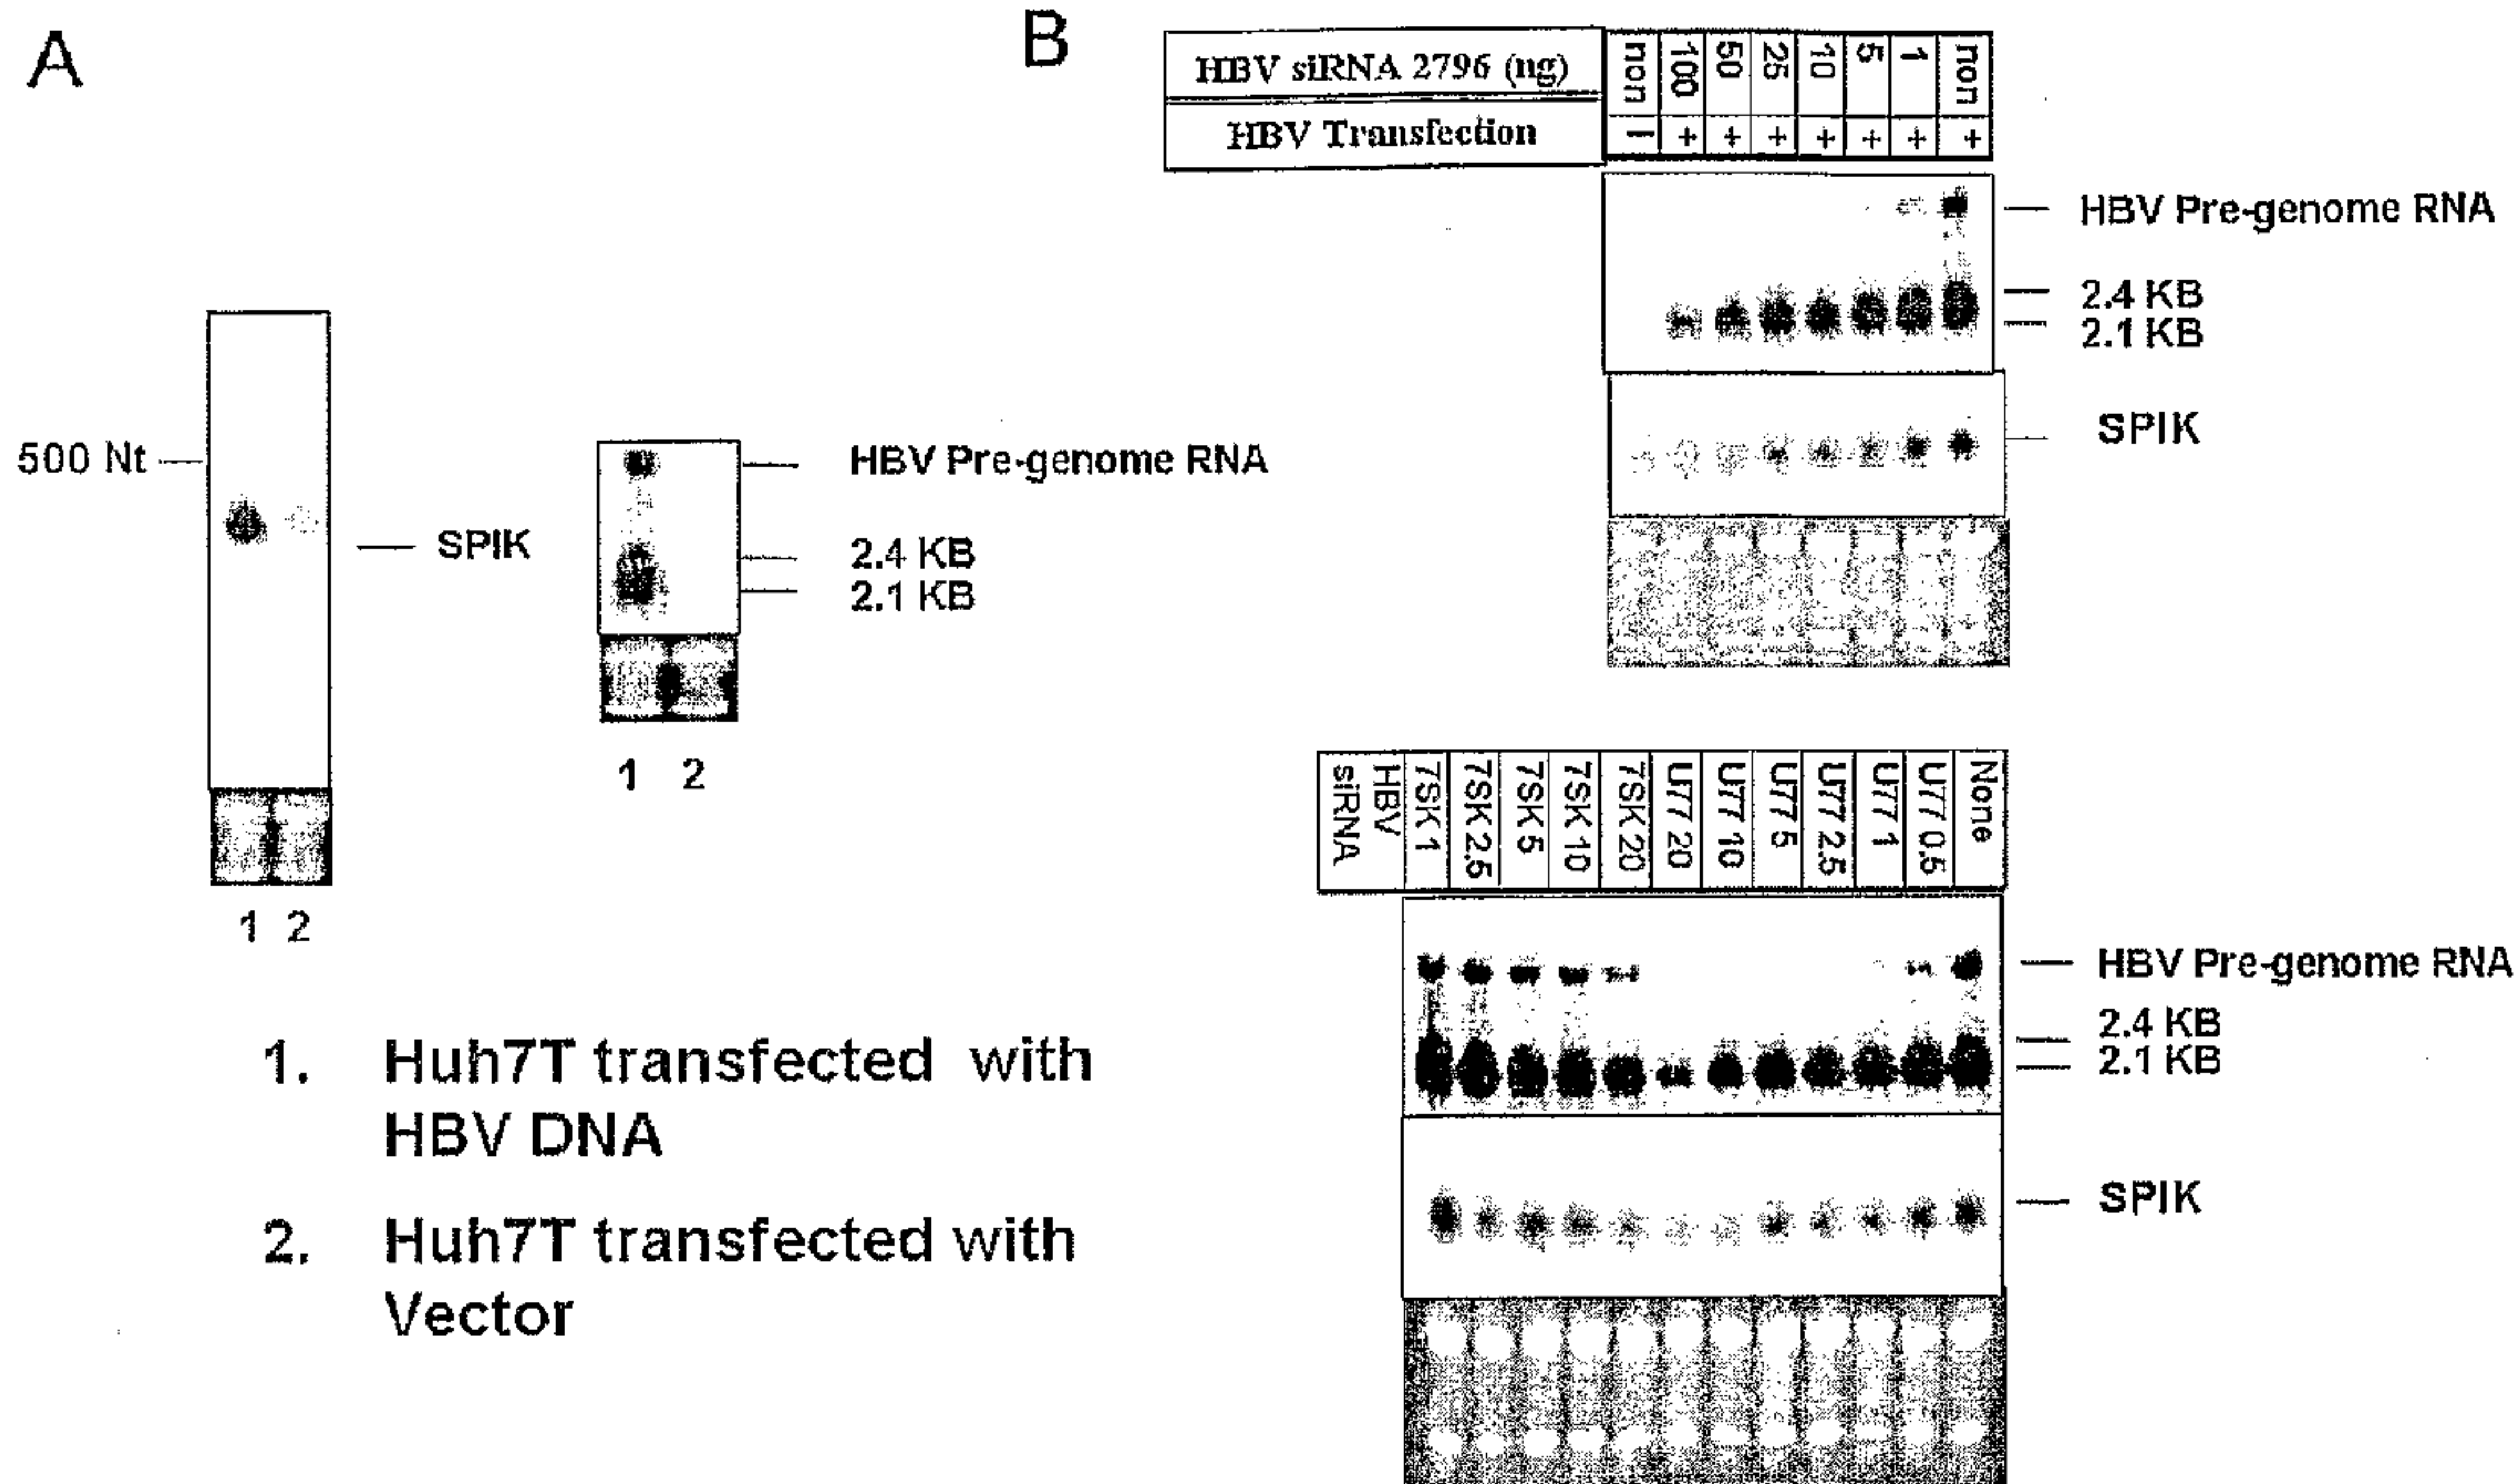 A
500 Nt
SPIK
1 2
HBV Pre-genome RNA
2.4 KB
2.1 KB
1 2
1. Huh7T transfected with
HBV DNA
2. Huh7T transfected with
Vector
B
HBV siRNA 2796 (ng) non 100 50 25 10 5 1 non
HBV Transfection − + + + + + + +
HBV Pre-genome RNA
2.4 KB
2.1 KB
SPIK
HBV siRNA 7SK 1 7SK 2.5 7SK 5 7SK 10 7SK 20 U77 20 U77 10 U77 5 U77 2.5 U77 1 U77 0.5 None
HBV Pre-genome RNA
2.4 KB
2.1 KB
SPIK